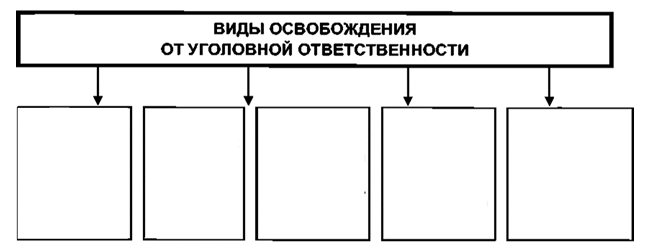 ВИДЫ ОСВОБОЖДЕНИЯ
ОТ УГОЛОВНОЙ ОТВЕТСТВЕННОСТИ